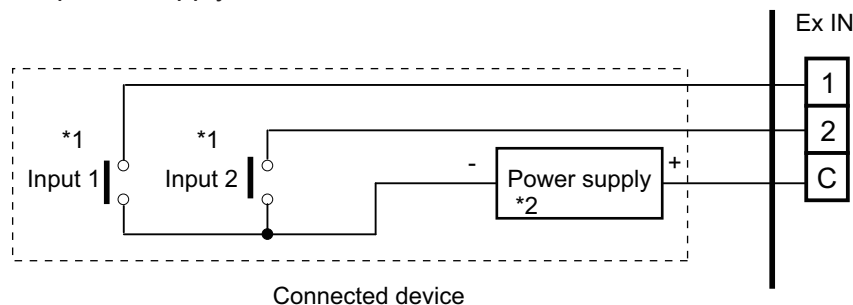 Ex IN
1
*1
*1
2
Input 1
Input 2
-
Power supply
+
C
*2
Connected device